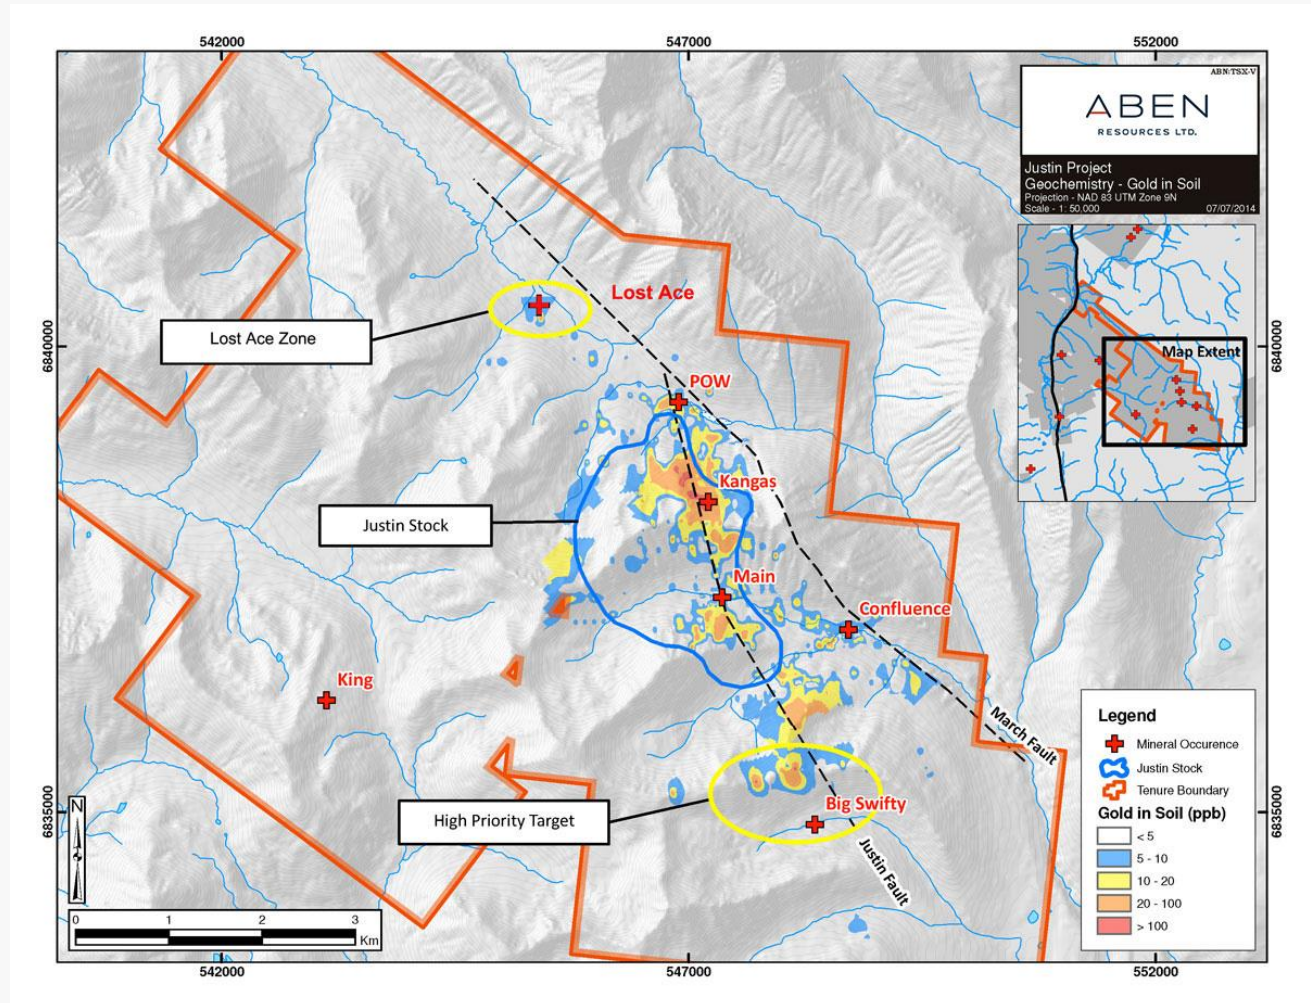 542000
547000
552000
ABN:TSX-V
ABEN
RESOURCES LTD.
Justin Project
Geochemistry - Gold in Soil
Projection - NAD 83 UTM Zone 9N
Scale - 1: 50,000
07/07/2014
Map Extent
Lost Ace
Lost Ace Zone
6840000
6840000
POW
Kangas
Justin Stock
Main
Confluence
King
March Fault
High Priority Target
Big Swifty
Justin Fault
6835000
6835000
Legend
Mineral Occurence
Justin Stock
Tenure Boundary
Gold in Soil (ppb)
< 5
5 - 10
10 - 20
20 - 100
> 100
N
0 1 2 3
Km
542000
547000
552000